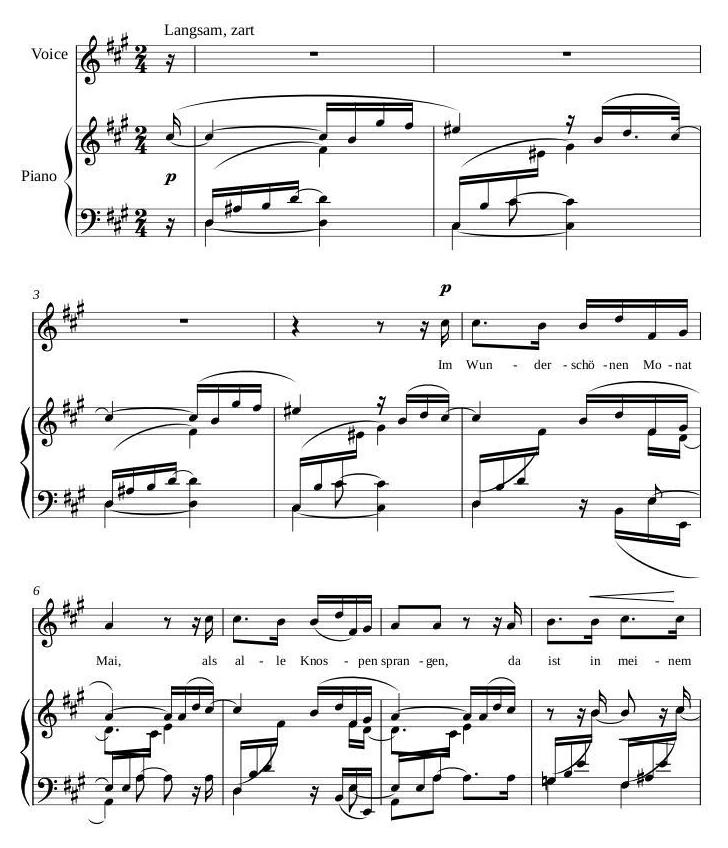 Langsam, zart
Voice
Piano
p
3
p
Im Wun - der - schö - nen Mo - nat
6
Mai, als al - le Knos - pen spran - gen, da ist in mei - nem